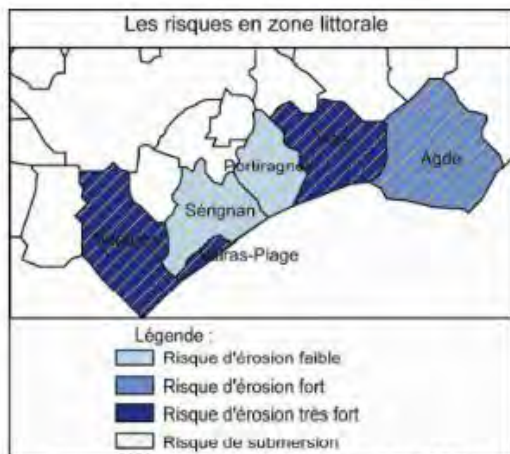 Les risques en zone littorale
Portiragnes
Agde
Sérignan
Valras-Plage
Légende :
Risque d'érosion faible
Risque d'érosion fort
Risque d'érosion très fort
Risque de submersion